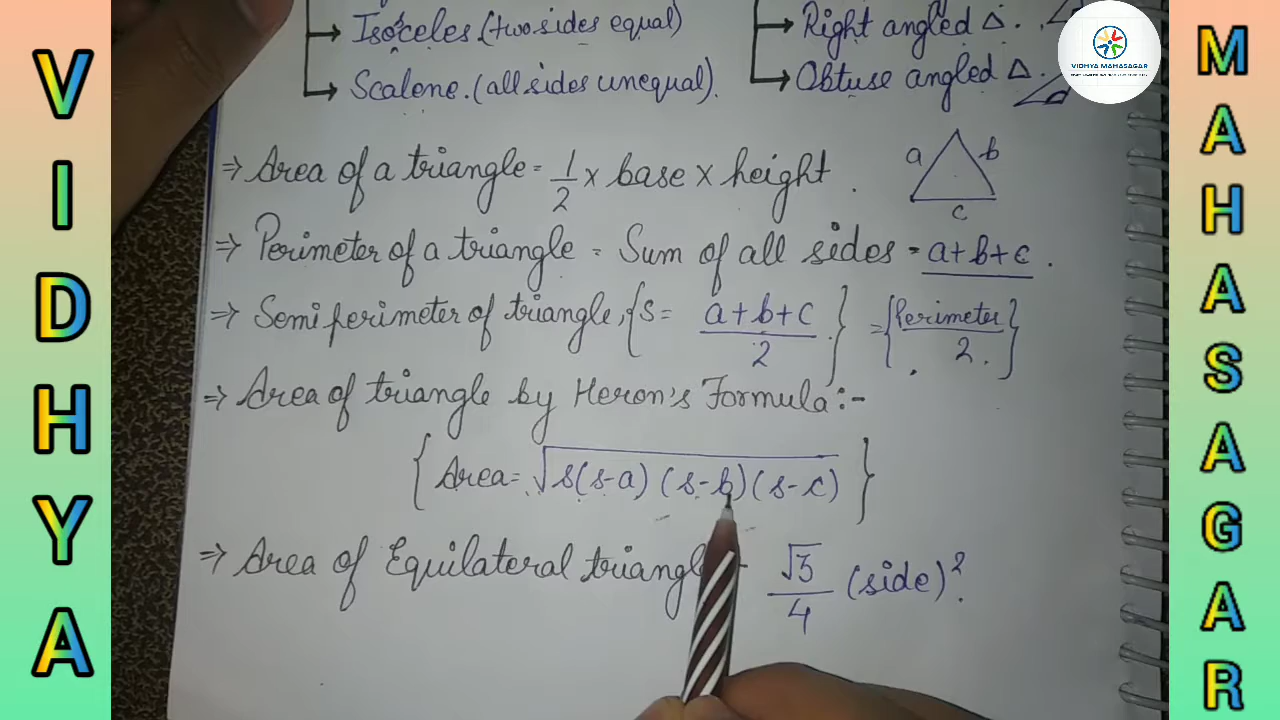 Isoceles (two sides equal)
Scalene. (all sides unequal).
Right angled Δ.
Obtuse angled Δ.
VIDHYA MAHASAGAR
⇒ Area of a triangle = 1/2 × base × height.
a b
c
⇒ Perimeter of a triangle = Sum of all sides = a+b+c.
⇒ Semi perimeter of triangle, {s = a+b+c/2.} = {Perimeter/2.}
⇒ Area of triangle by Heron's Formula:-
{Area = √s(s-a) (s-b) (s-c)}
⇒ Area of Equilateral triangle √3/4 (side)².
VIDHYA
MAHASAGAR